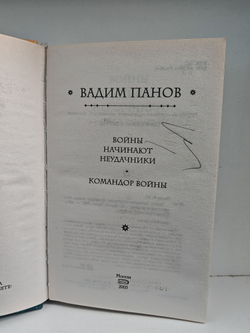 ВАДИМ ПАНОВ
ВОЙНЫ
НАЧИНАЮТ
НЕУДАЧНИКИ
КОМАНДОР ВОЙНЫ
Москва